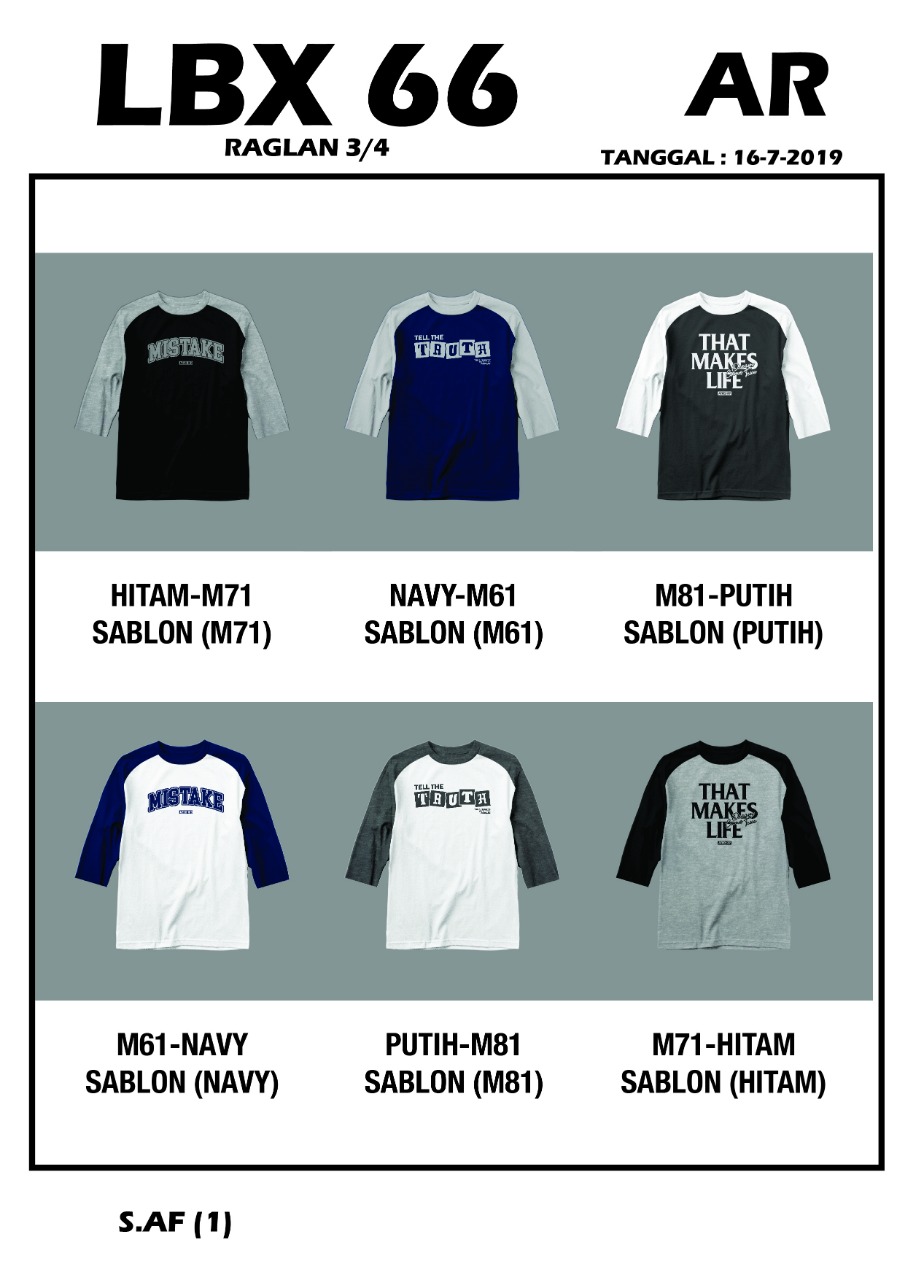 LBX 66
AR
RAGLAN 3/4
TANGGAL : 16-7-2019
MISTAKE
TELL THE
TRUTH
THAT
MAKES
LIFE
HITAM-M71
SABLON (M71)
NAVY-M61
SABLON (M61)
M81-PUTIH
SABLON (PUTIH)
MISTAKE
TELL THE
TRUTH
THAT
MAKES
LIFE
M61-NAVY
SABLON (NAVY)
PUTIH-M81
SABLON (M81)
M71-HITAM
SABLON (HITAM)
S.AF (1)